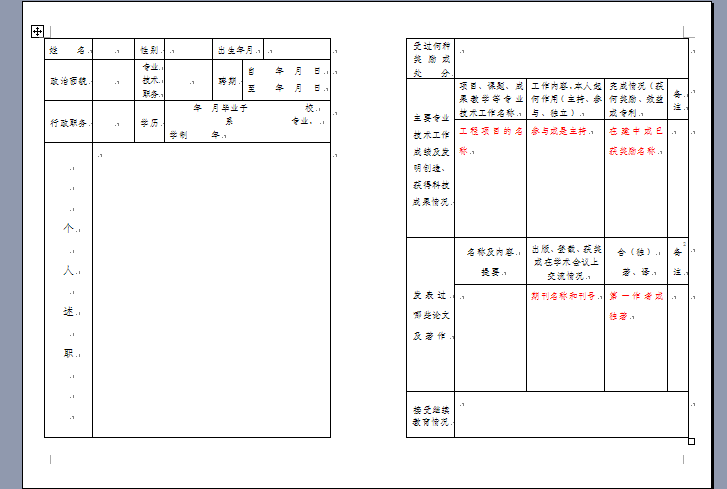 姓 名
性别
出生年月
政治面貌
专业
技术
职务
聘期
自 年 月 日
至 年 月 日
行政职务
学历
年 月毕业于 校
系 专业，
学制 年
个
人
述
职
受过何种
奖励或
处分
主要专业
技术工作
成绩及发
明创造、
获得科技
成果情况
项目、课题、成
果教学等专业
技术工作名称
工作内容,本人起
何作用(主持、参
与、独立)
完成情况(获
何奖励、效益
或专利
备
注
工程项目的名
称
参与或是主持
在建中或已
获奖励名称
发表过
哪些论文
及著作
名称及内容
提要
出版、登载、获奖
或在学术会议上
交流情况
合(独)
著、译
备
注
期刊名称和刊号
第一作者或
独著
接受继续
教育情况